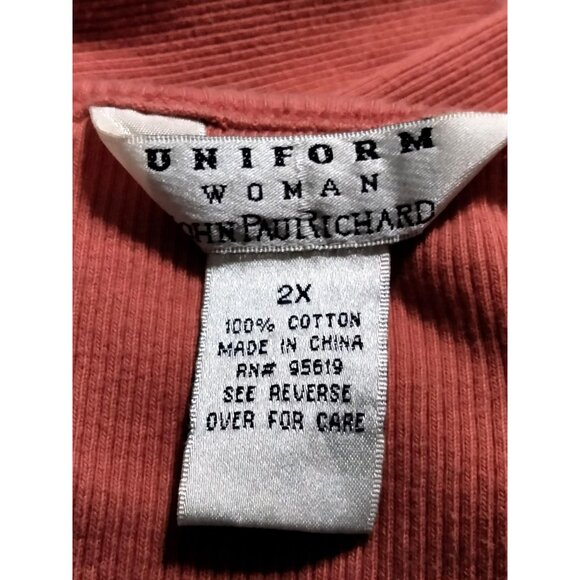 UNIFORM
WOMAN
JOHN PAUL RICHARD
2X
100% COTTON
MADE IN CHINA
RN# 95619
SEE REVERSE
OVER FOR CARE